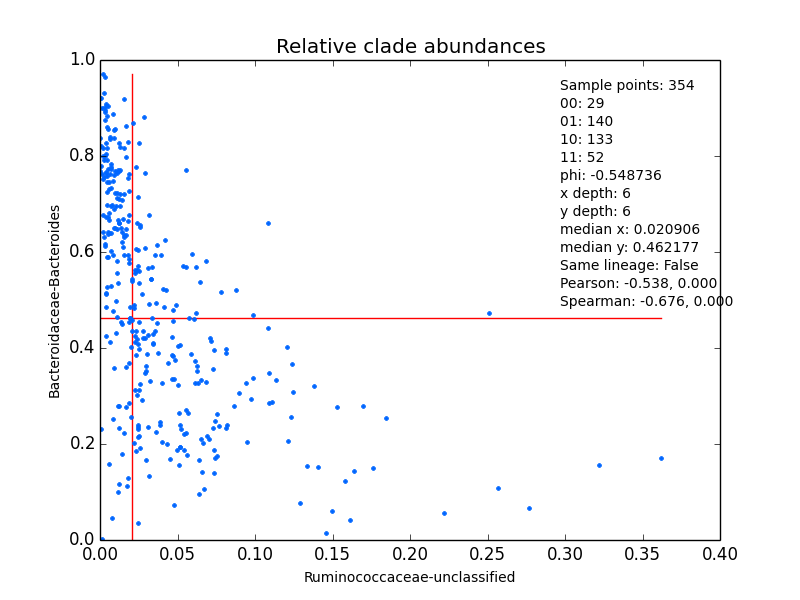 Relative clade abundances
Sample points: 354
00: 29
01: 140
10: 133
11: 52
phi: -0.548736
x depth: 6
y depth: 6
median x: 0.020906
median y: 0.462177
Same lineage: False
Pearson: -0.538, 0.000
Spearman: -0.676, 0.000
Bacteroidaceae-Bacteroides
1.0
0.8
0.6
0.4
0.2
0.0
0.00 0.05 0.10 0.15 0.20 0.25 0.30 0.35 0.40
Ruminococcaceae-unclassified